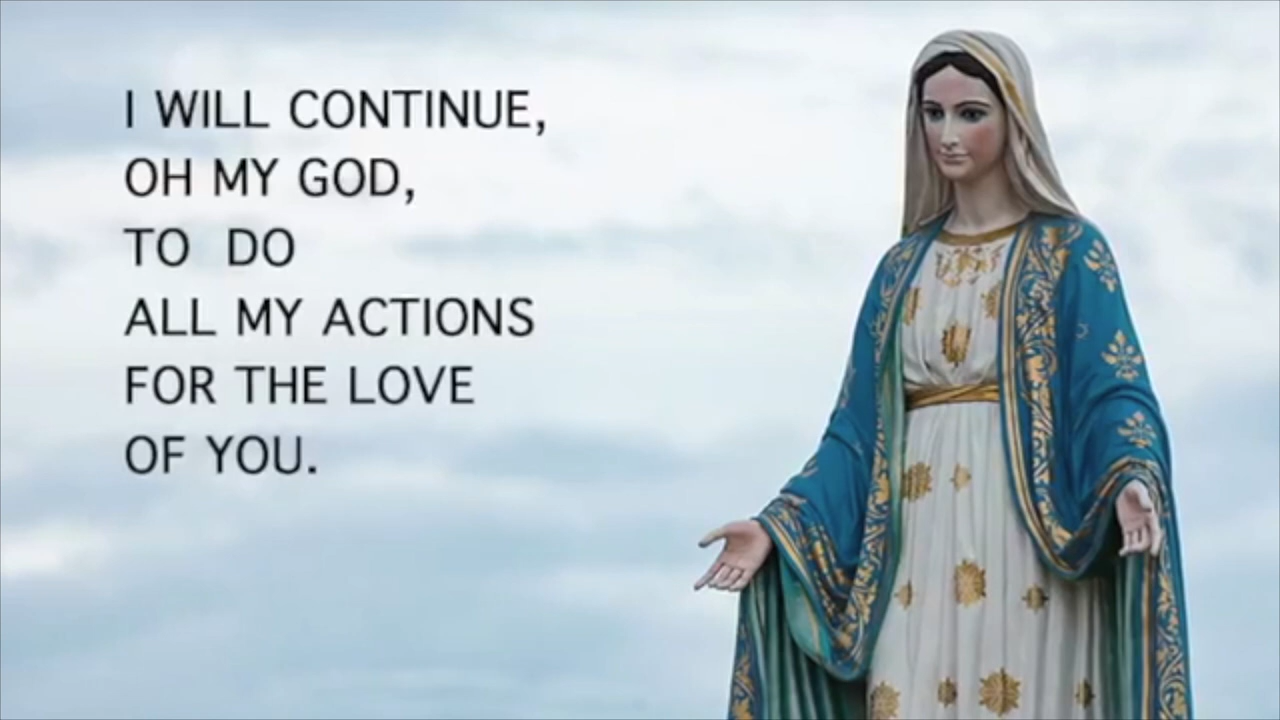 I WILL CONTINUE,
OH MY GOD,
TO DO
ALL MY ACTIONS
FOR THE LOVE
OF YOU.